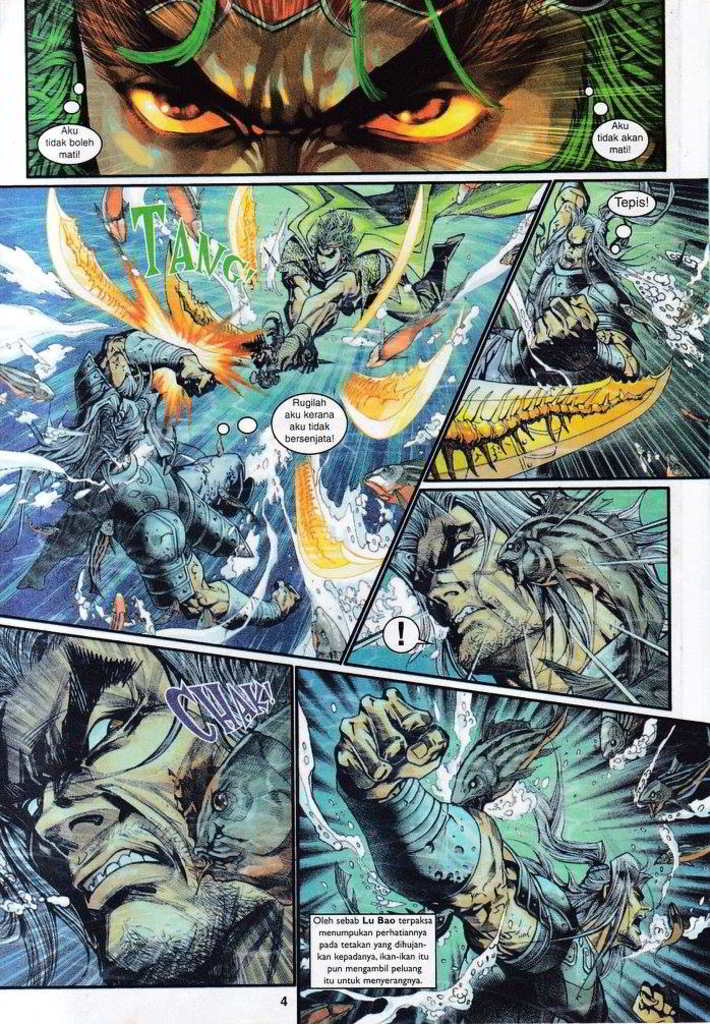 Aku
tidak boleh
mati!
Aku
tidak akan
mati!
TANG!
Rugilah
aku kerana
aku tidak
bersenjata!
Tepis!
!
CHAK!
Oleh sebab Lu Bao terpaksa
menumpukan perhatiannya
pada tetakan yang dihujan-
kan kepadanya, ikan-ikan itu
pun mengambil peluang
itu untuk menyerangnya.
4